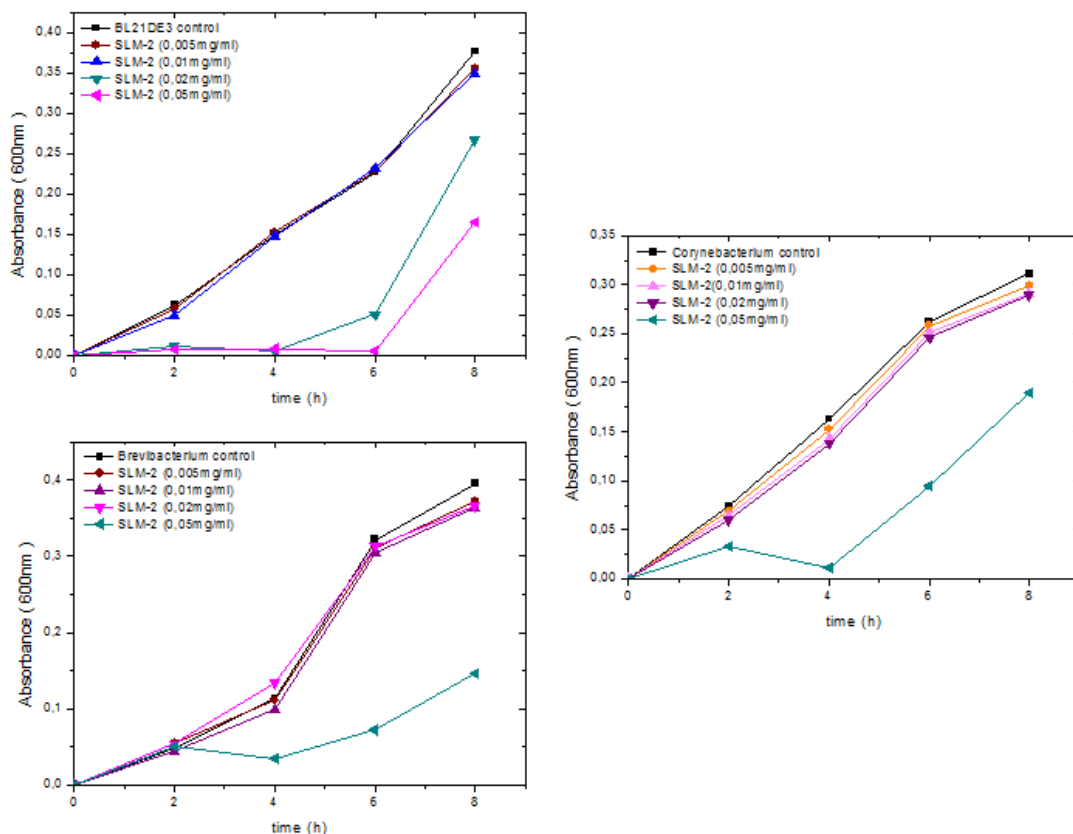 BL21DE3 control
SLM-2 (0,005mg/ml)
SLM-2 (0,01mg/ml)
SLM-2 (0,02mg/ml)
SLM-2 (0,05mg/ml)
0,40
0,35
0,30
0,25
0,20
0,15
0,10
0,05
0,00
Absorbance ( 600nm)
0 2 4 6 8
time (h)
Brevibacterium control
SLM-2 (0,005mg/ml)
SLM-2 (0,01mg/ml)
SLM-2 (0,02mg/ml)
SLM-2 (0,05mg/ml)
0,4
0,3
0,2
0,1
0,0
Absorbance ( 600nm)
0 2 4 6 8
time (h)
Corynebacterium control
SLM-2 (0,005mg/ml)
SLM-2(0,01mg/ml)
SLM-2 (0,02mg/ml)
SLM-2 (0,05mg/ml)
0,35
0,30
0,25
0,20
0,15
0,10
0,05
0,00
Absorbance ( 600nm)
0 2 4 6 8
time (h)